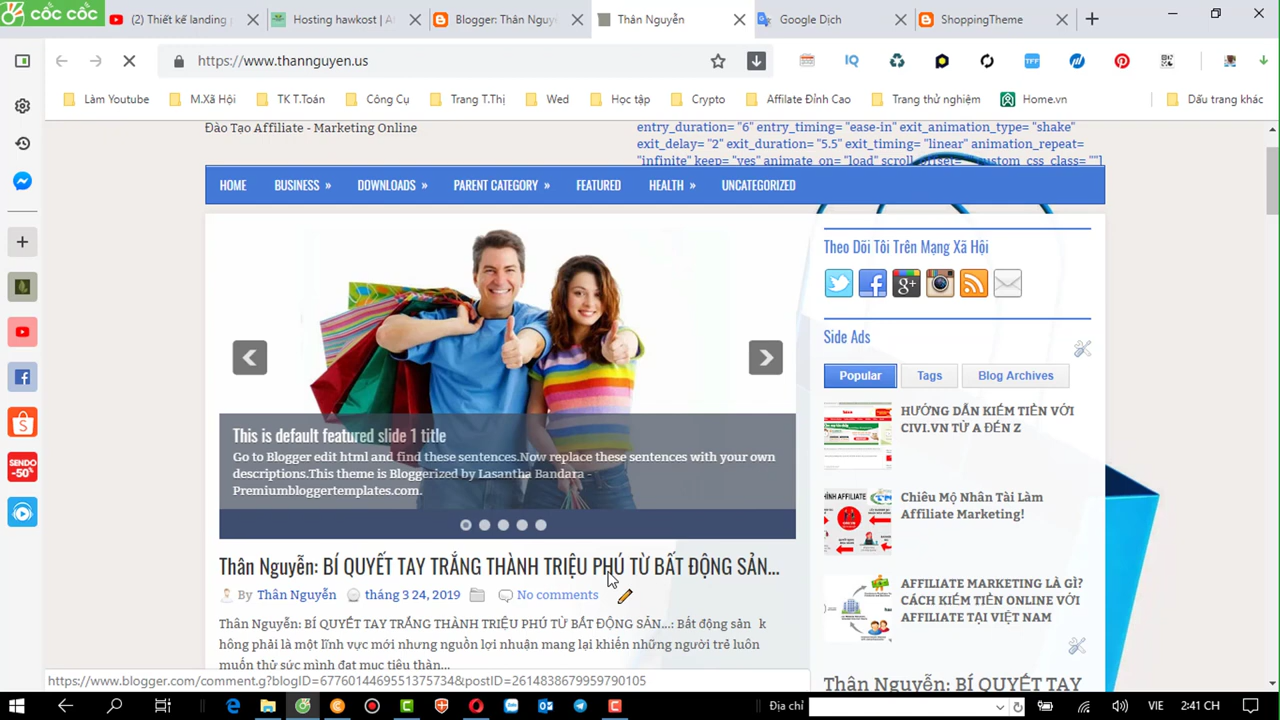 CỐC CỐC
(2) Thiết kế landing p
Hosting hawkost | A
Blogger: Thân Nguy
Thân Nguyễn
Google Dịch
ShoppingTheme
https://www.thannguyen.us
IQ
TFF
Làm Youtube
M.Xã Hội
TK T.Toán
Công Cụ
Trang T.Thị
Wed
Học tập
Crypto
Affilate Đỉnh Cao
Trang thử nghiệm
Home.vn
Dấu trang khác
Đào Tạo Affiliate - Marketing Online
entry_duration= "6" entry_timing= "ease-in" exit_animation_type= "shake"
exit_delay= "2" exit_duration= "5.5" exit_timing= "linear" animation_repeat=
"infinite" keep= "yes" animate_on= "load" scroll_offset= custom_css_class= ""]
HOME
BUSINESS »
DOWNLOADS »
PARENT CATEGORY »
FEATURED
HEALTH »
UNCATEGORIZED
This is default featured slide 1 title
Go to Blogger edit html and find these sentences.Now replace these sentences with your own
descriptions.This theme is Bloggerized by Lasantha Bandara -
Premiumbloggertemplates.com.
Theo Dõi Tôi Trên Mạng Xã Hội
Side Ads
Popular
Tags
Blog Archives
HƯỚNG DẪN KIẾM TIỀN VỚI
CIVI.VN TỪ A ĐẾN Z
Chiêu Mộ Nhân Tài Làm
Affiliate Marketing!
AFFILIATE MARKETING LÀ GÌ?
CÁCH KIẾM TIỀN ONLINE VỚI
AFFILIATE TẠI VIỆT NAM
Thân Nguyễn: BÍ QUYẾT TAY
Thân Nguyễn: BÍ QUYẾT TAY TRẮNG THÀNH TRIỆU PHÚ TỪ BẤT ĐỘNG SẢN...
By Thân Nguyễn tháng 3 24, 2019 No comments
Thân Nguyễn: BÍ QUYẾT TAY TRẮNG THÀNH TRIỆU PHÚ TỪ BẤT ĐỘNG SẢN...: Bất động sản k
hông phải là một lĩnh vực mới nhưng nguồn lợi nhuận mang lại khiến những người trẻ luôn
muốn thử sức mình đạt mục tiêu thàn...
SENDO
-50%
https://www.blogger.com/comment.g?blogID=6776014469551375734&postID=2614838679959790105
Địa chỉ
VIE
2:41 CH